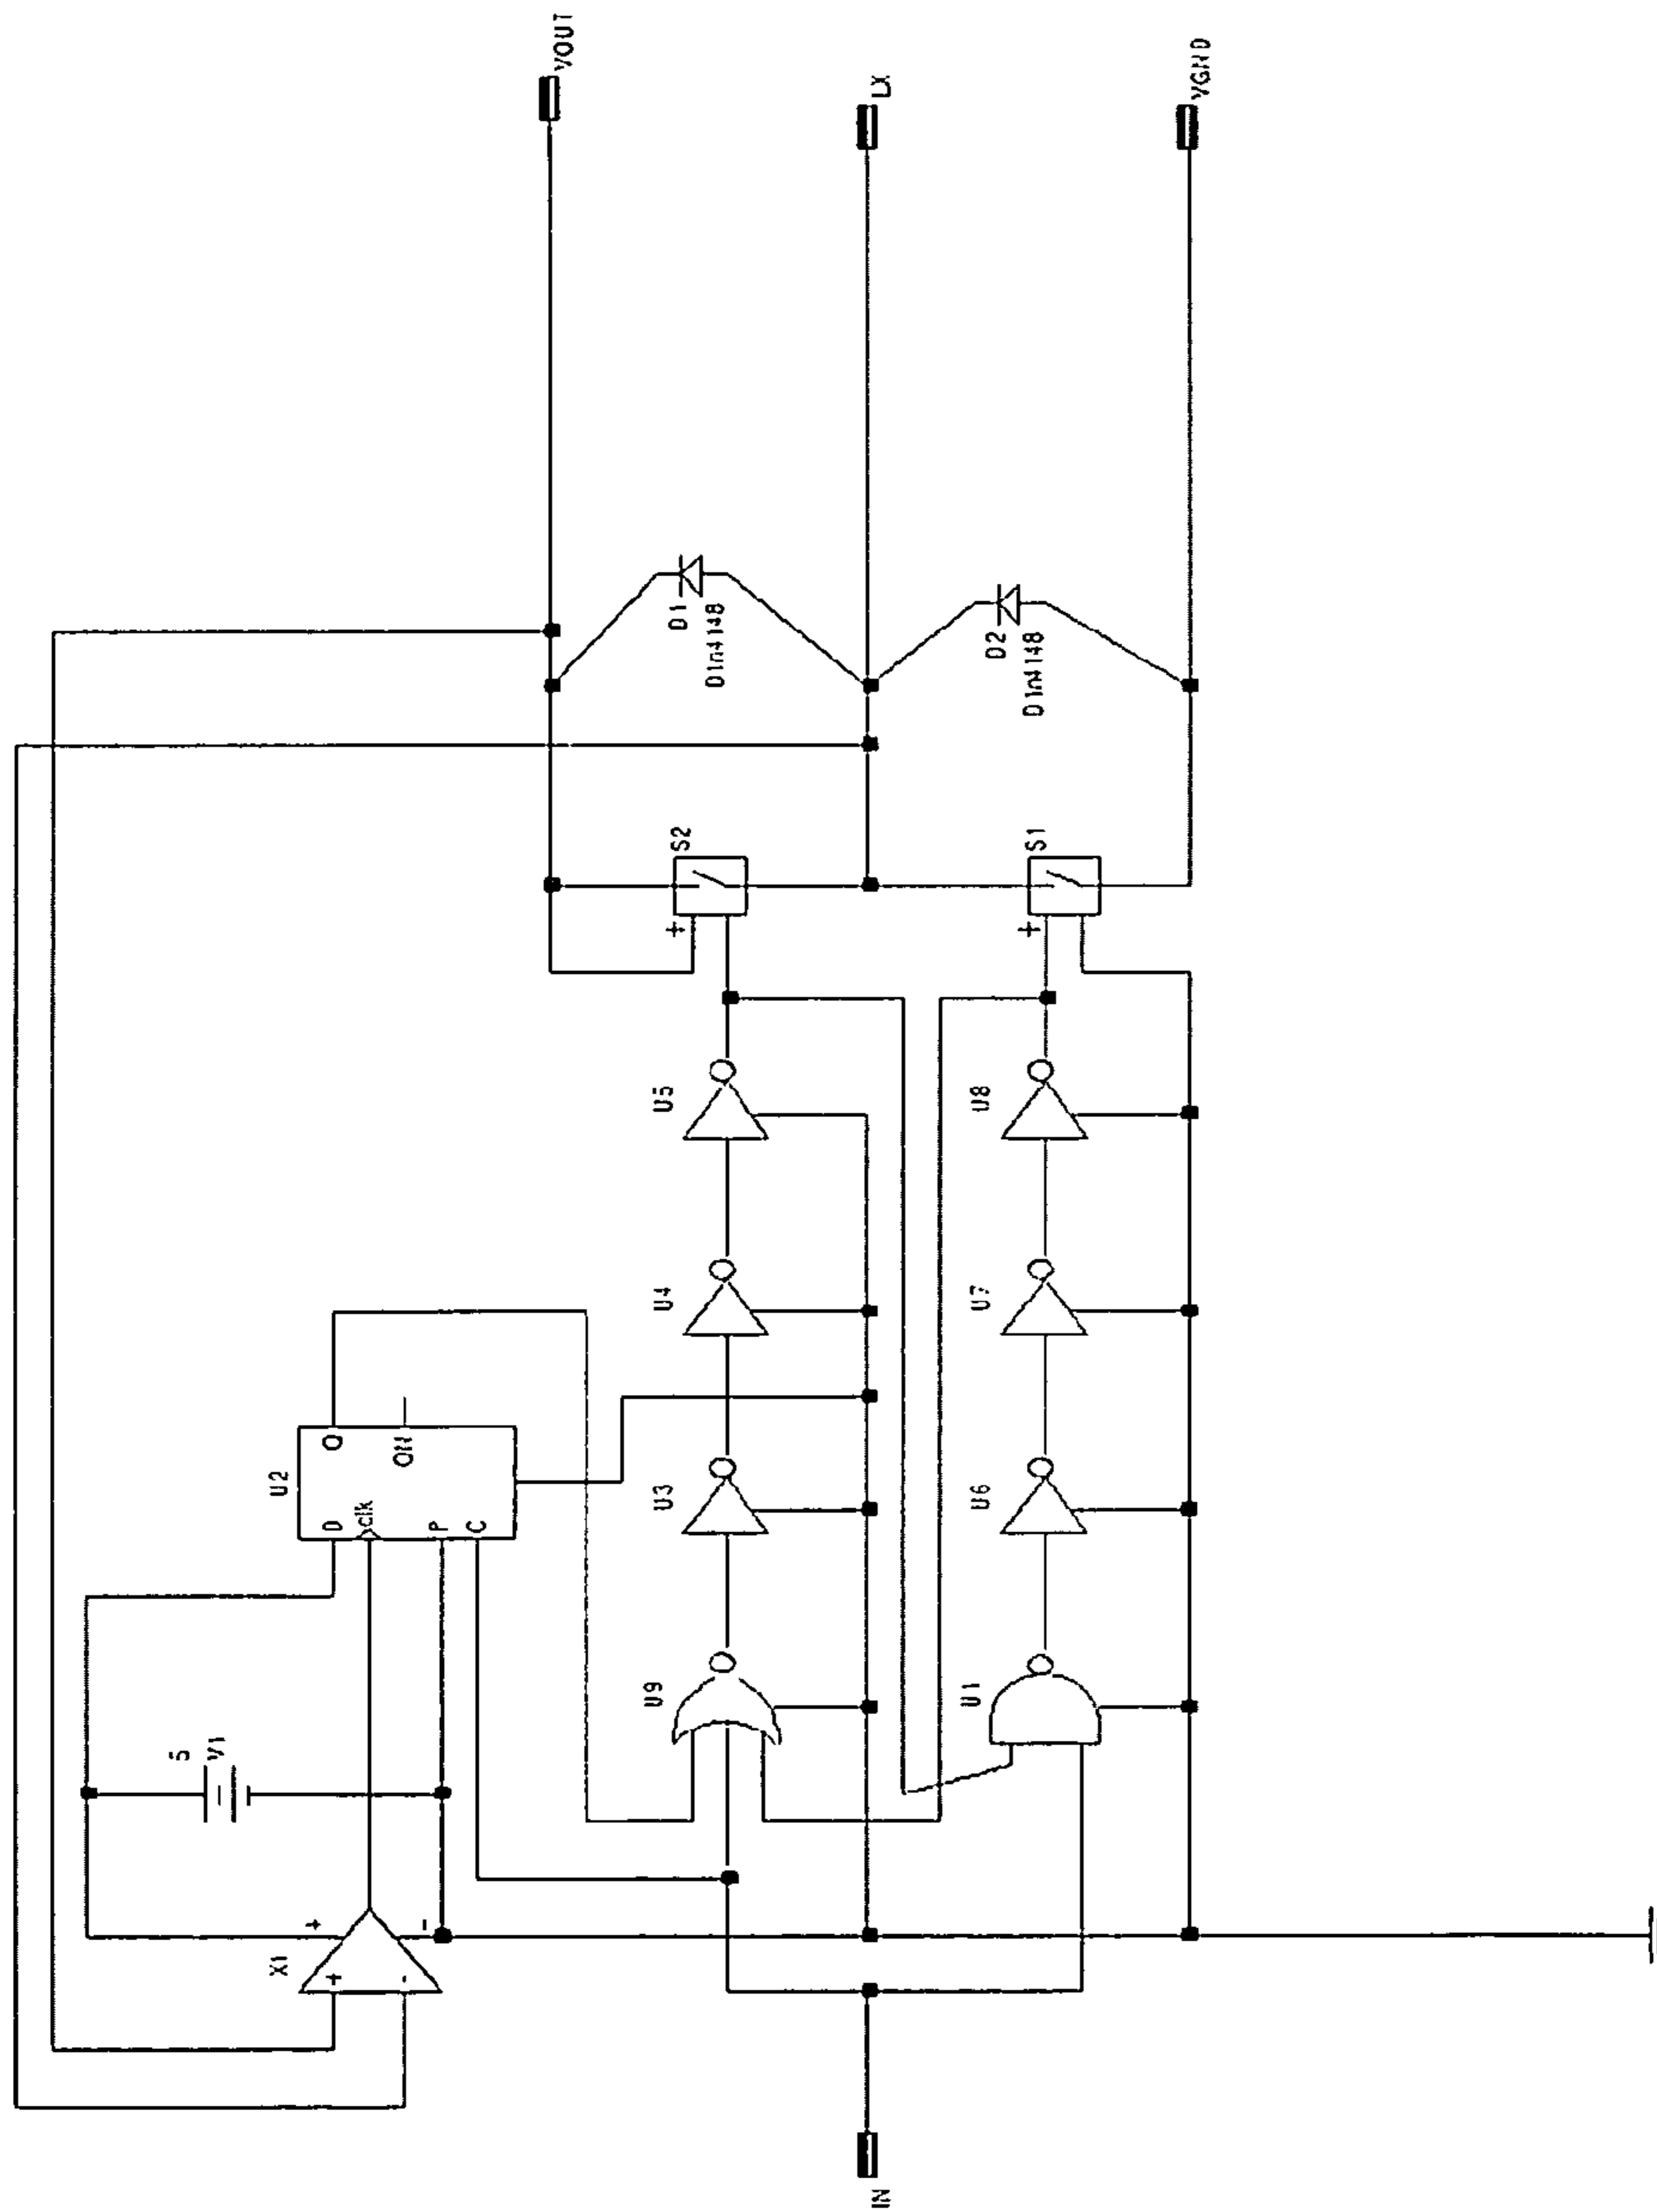 VOUT
LX
VGND
D1
D1n4148
D2
D1n4148
S2
+
S1
+
U5
U8
U4
U7
U2
D
Q
clk
QN
P
C
U3
U6
U9
U1
5
V1
X1
+
-
+
-
IN